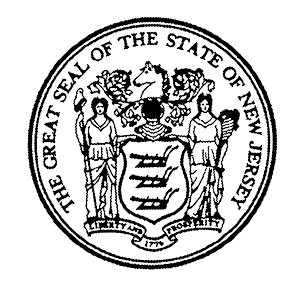 THE GREAT SEAL OF THE STATE OF NEW JERSEY
LIBERTY AND PROSPERITY
1776